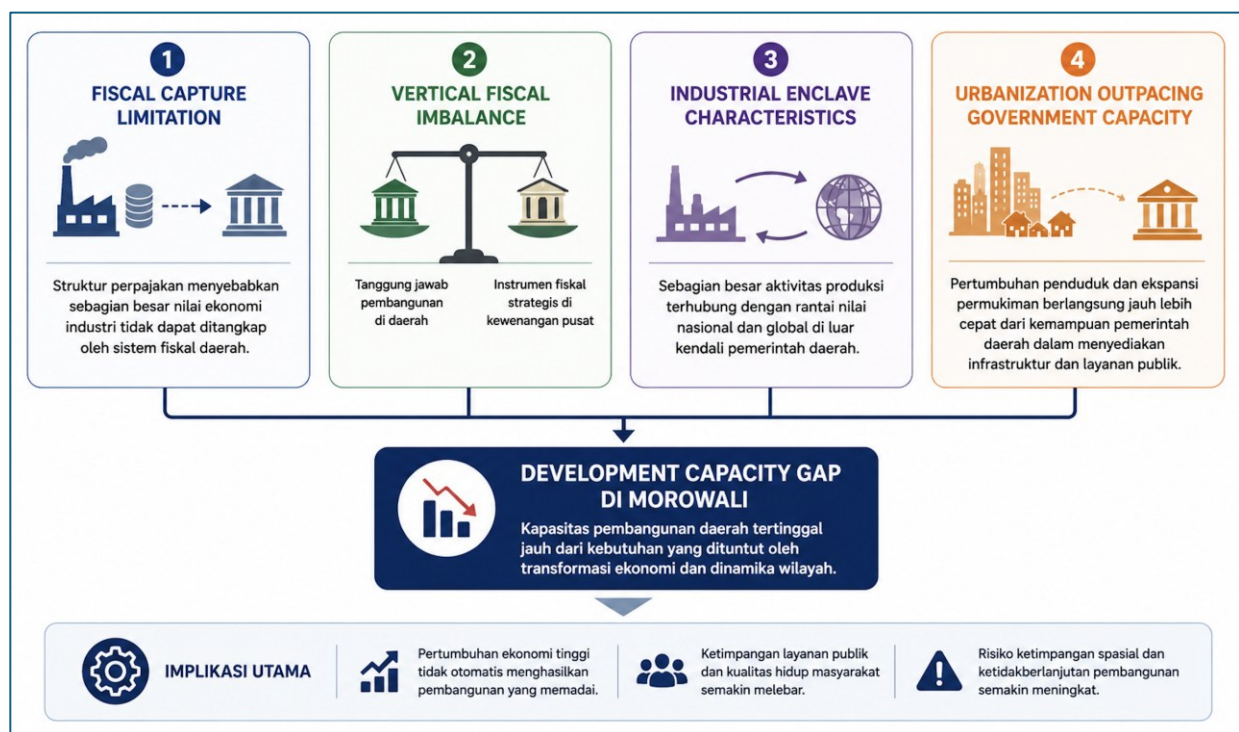 1
FISCAL CAPTURE
LIMITATION
Struktur perpajakan menyebabkan
sebagian besar nilai ekonomi
industri tidak dapat ditangkap
oleh sistem fiskal daerah.
2
VERTICAL FISCAL
IMBALANCE
Tanggung jawab
pembangunan
di daerah
Instrumen fiskal
strategis di
kewenangan pusat
3
INDUSTRIAL ENCLAVE
CHARACTERISTICS
Sebagian besar aktivitas produksi
terhubung dengan rantai nilai
nasional dan global di luar
kendali pemerintah daerah.
4
URBANIZATION OUTPACING
GOVERNMENT CAPACITY
Pertumbuhan penduduk dan ekspansi
permukiman berlangsung jauh lebih
cepat dari kemampuan pemerintah
daerah dalam menyediakan
infrastruktur dan layanan publik.
DEVELOPMENT CAPACITY GAP
DI MOROWALI
Kapasitas pembangunan daerah tertinggal
jauh dari kebutuhan yang dituntut oleh
transformasi ekonomi dan dinamika wilayah.
IMPLIKASI UTAMA
Pertumbuhan ekonomi tinggi
tidak otomatis menghasilkan
pembangunan yang memadai.
Ketimpangan layanan publik
dan kualitas hidup masyarakat
semakin melebar.
Risiko ketimpangan spasial dan
ketidakberlanjutan pembangunan
semakin meningkat.